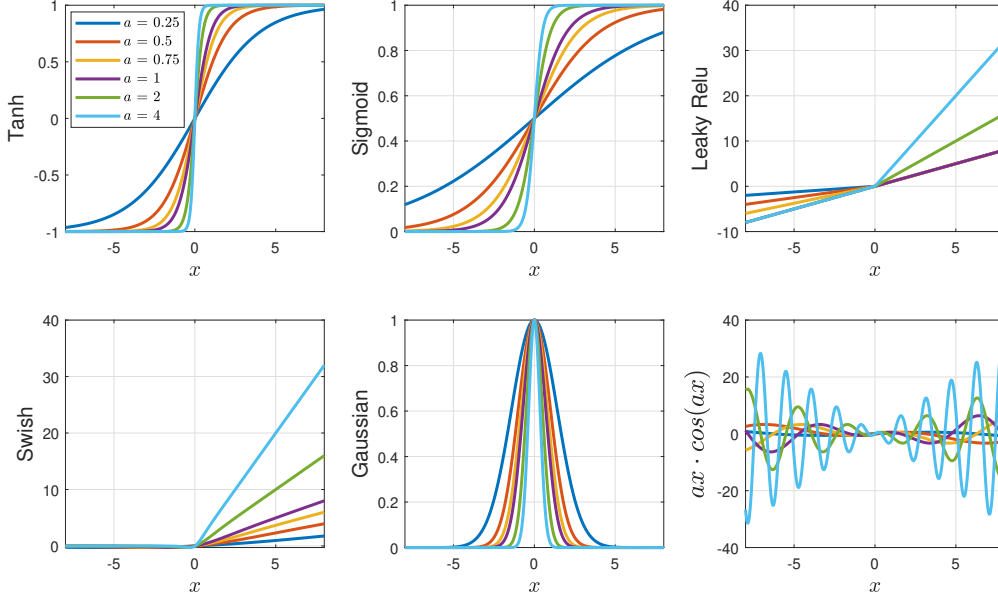 Tanh
1
0.5
0
-0.5
-1
a = 0.25
a = 0.5
a = 0.75
a = 1
a = 2
a = 4
-5 0 5
x
Sigmoid
1
0.8
0.6
0.4
0.2
0
-5 0 5
x
Leaky Relu
40
30
20
10
0
-10
-5 0 5
x
Swish
40
30
20
10
0
-5 0 5
x
Gaussian
1
0.8
0.6
0.4
0.2
0
-5 0 5
x
ax · cos(ax)
40
20
0
-20
-40
-5 0 5
x